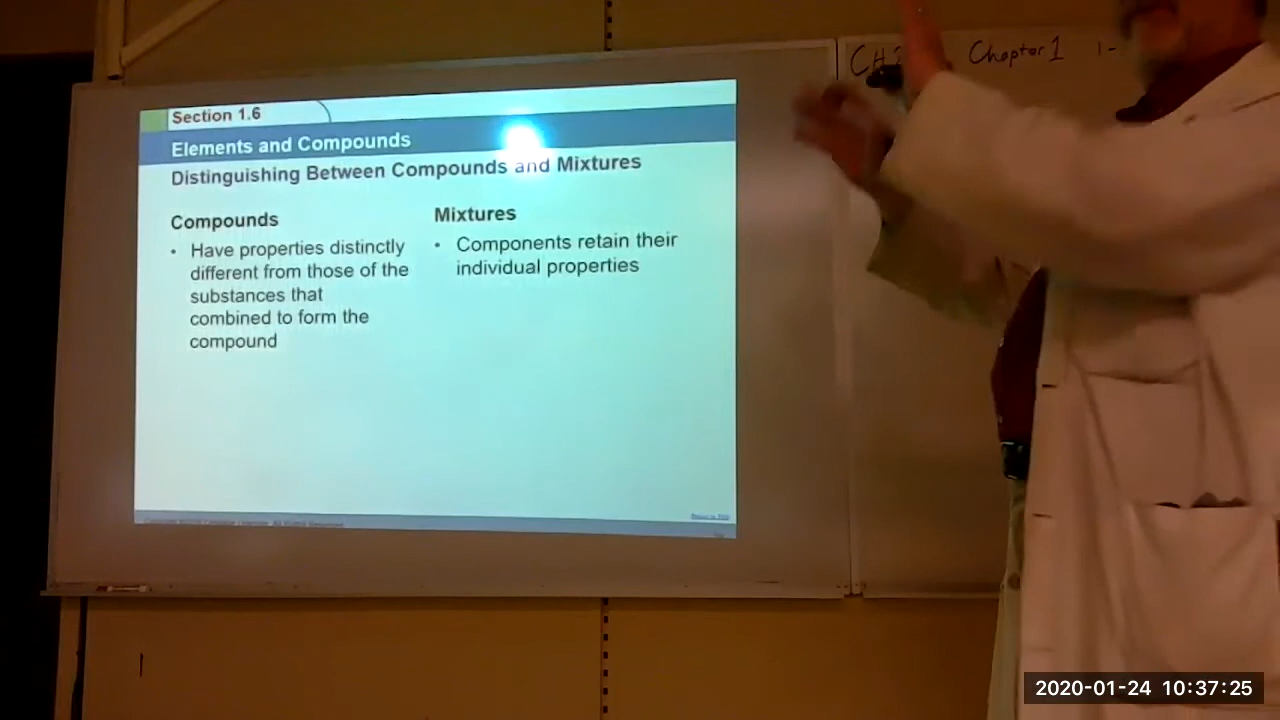 Section 1.6
Elements and Compounds
Distinguishing Between Compounds and Mixtures
Compounds
• Have properties distinctly
different from those of the
substances that
combined to form the
compound
Mixtures
• Components retain their
individual properties
CH
Chapter 1 1-
2020-01-24 10:37:25